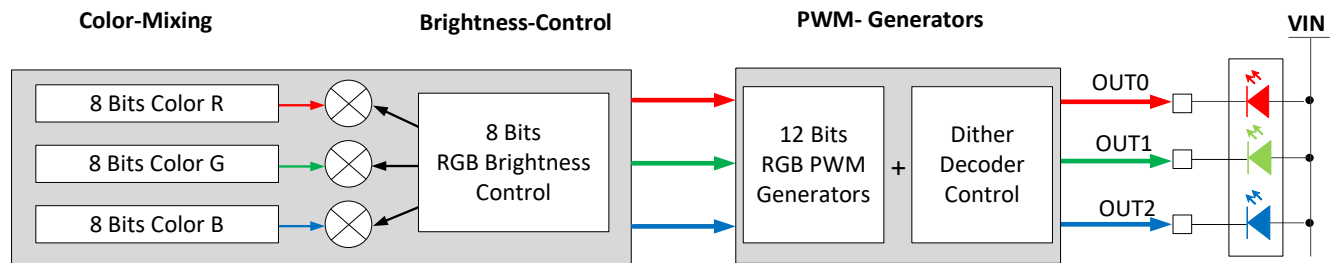 Color-Mixing
Brightness-Control
PWM- Generators
VIN
8 Bits Color R
8 Bits Color G
8 Bits Color B
8 Bits
RGB Brightness
Control
12 Bits
RGB PWM
Generators
+
Dither
Decoder
Control
OUT0
OUT1
OUT2